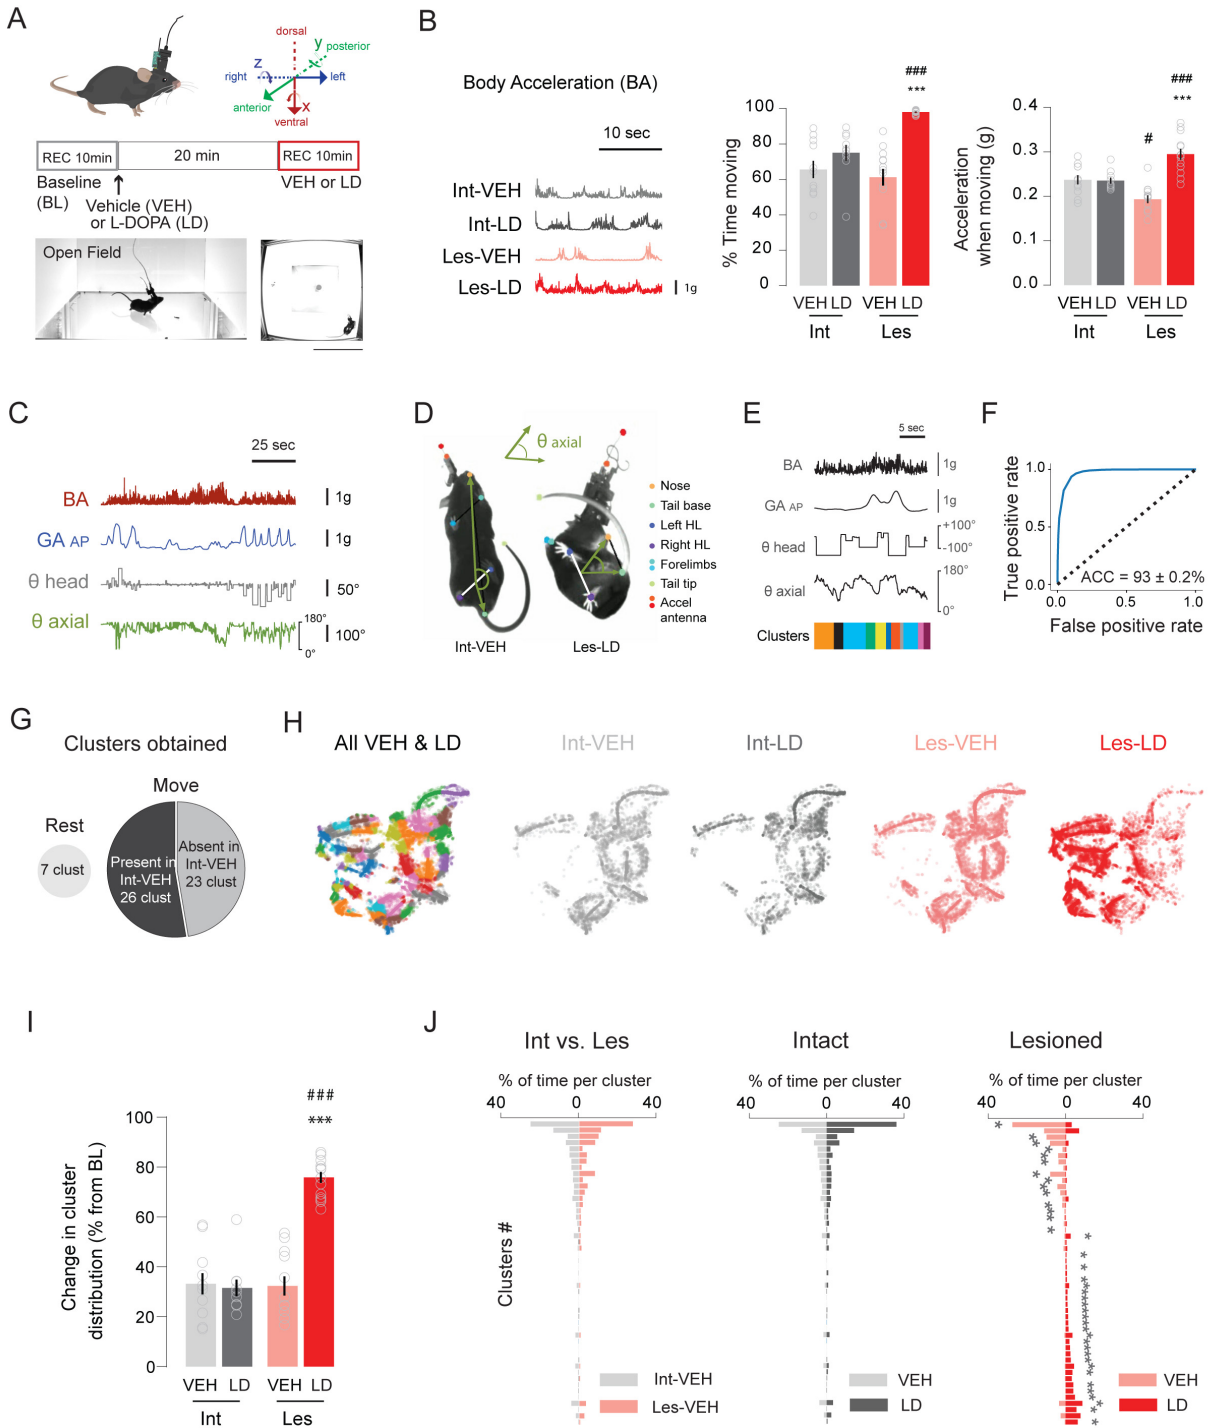 A
dorsal
y
posterior
z
right
left
anterior
x
ventral
REC 10min
20 min
REC 10min
Baseline
(BL)
VEH or LD
Vehicle (VEH)
or L-DOPA (LD)
Open Field
B
Body Acceleration (BA)
10 sec
Int-VEH
Int-LD
Les-VEH
Les-LD
1g
% Time moving
100
80
60
40
20
0
###
***
VEH LD
VEH LD
Int
Les
Acceleration
when moving (g)
0.4
0.3
0.2
0.1
0.0
#
###
***
VEH LD
VEH LD
Int
Les
C
25 sec
BA
1g
GA AP
1g
θ head
50°
θ axial
180°
0°
100°
D
θ axial
Nose
Tail base
Left HL
Right HL
Forelimbs
Tail tip
Accel
antenna
Int-VEH
Les-LD
E
5 sec
BA
1g
GA AP
1g
θ head
+100°
-100°
θ axial
180°
0°
Clusters
F
True positive rate
1.0
0.5
0.0
ACC = 93 ± 0.2%
0.0
0.5
1.0
False positive rate
G
Clusters obtained
Move
Rest
7 clust
Present in
Int-VEH
26 clust
Absent in
Int-VEH
23 clust
H
All VEH & LD
Int-VEH
Int-LD
Les-VEH
Les-LD
I
Change in cluster
distribution (% from BL)
100
80
60
40
20
0
###
***
VEH LD
VEH LD
Int
Les
J
Int vs. Les
Intact
Lesioned
% of time per cluster
% of time per cluster
% of time per cluster
40
0
40
40
0
40
40
0
40
Clusters #
Int-VEH
Les-VEH
VEH
LD
VEH
LD